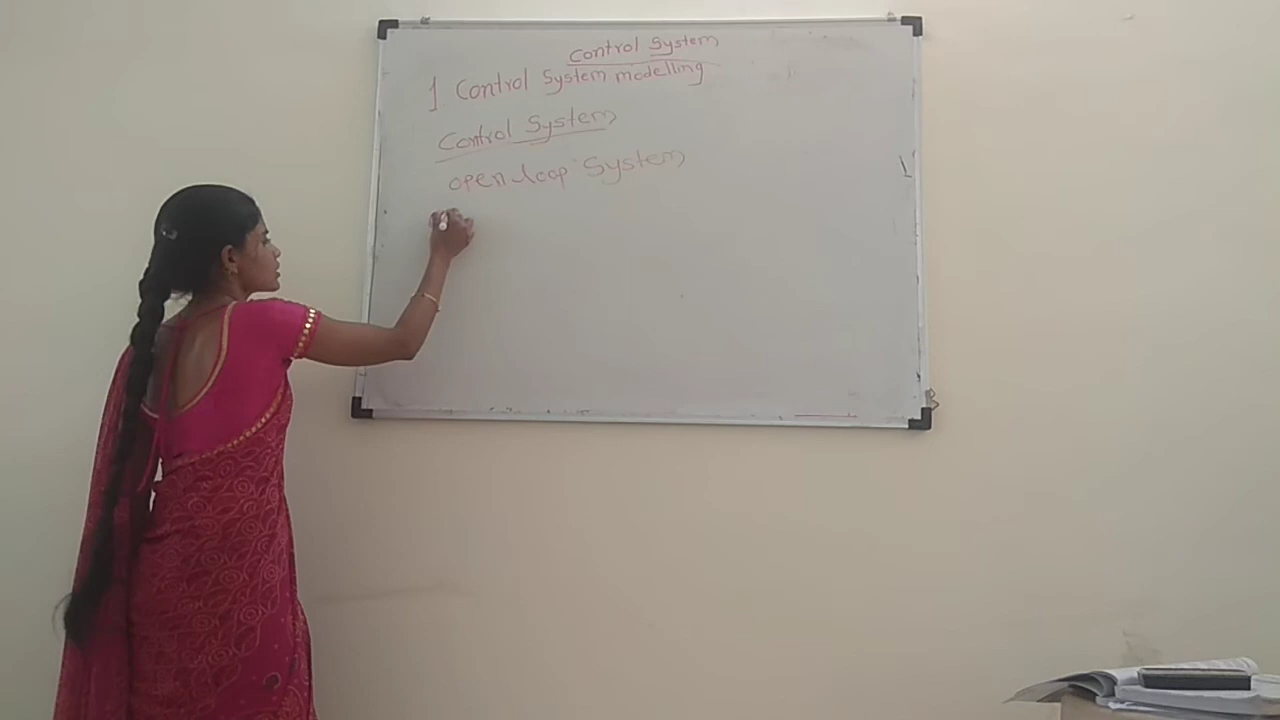 Control System
1 Control System modelling
Control System
open loop System